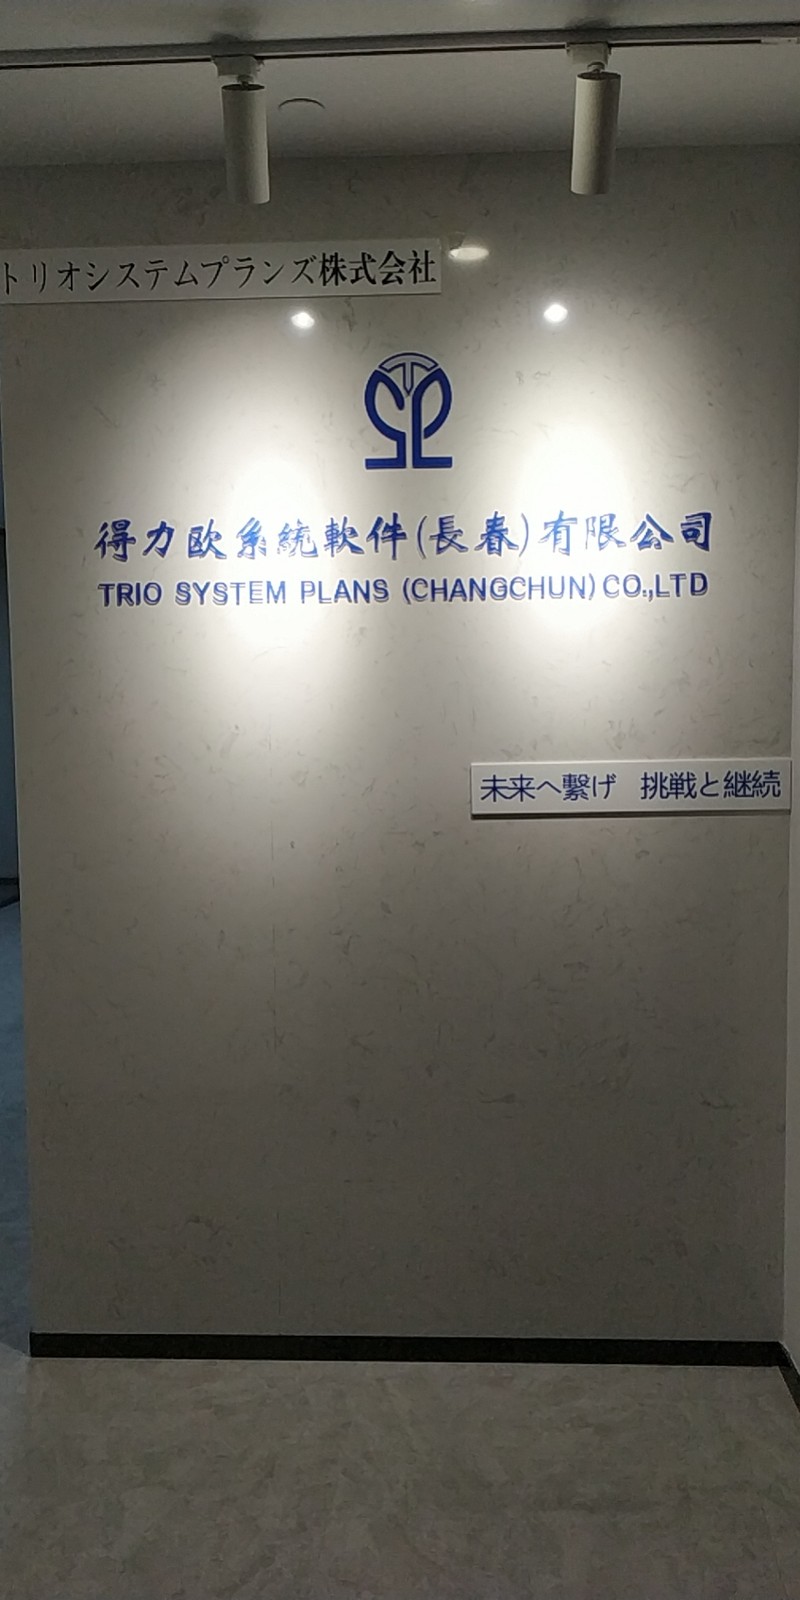 トリオシステムプランズ株式会社
得力欧系統軟件(長春)有限公司
TRIO SYSTEM PLANS (CHANGCHUN) CO.,LTD
未来へ繋げ 挑戦と継続